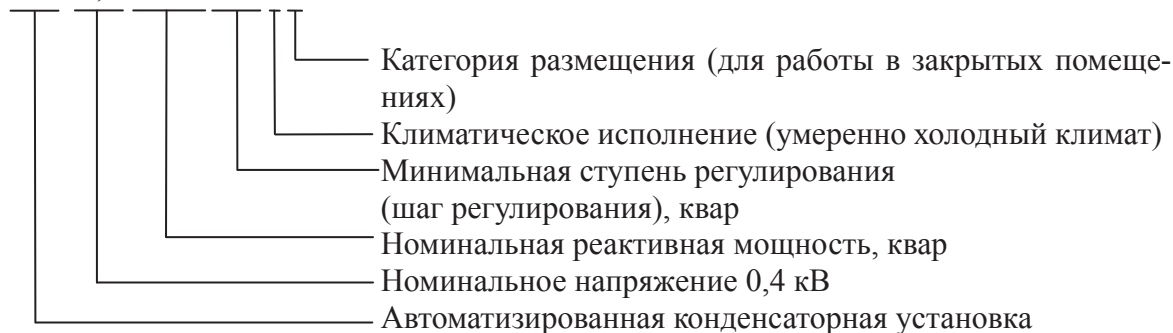 Категория размещения (для работы в закрытых помеще-
ниях)
Климатическое исполнение (умеренно холодный климат)
Минимальная ступень регулирования
(шаг регулирования), квар
Номинальная реактивная мощность, квар
Номинальное напряжение 0,4 кВ
Автоматизированная конденсаторная установка